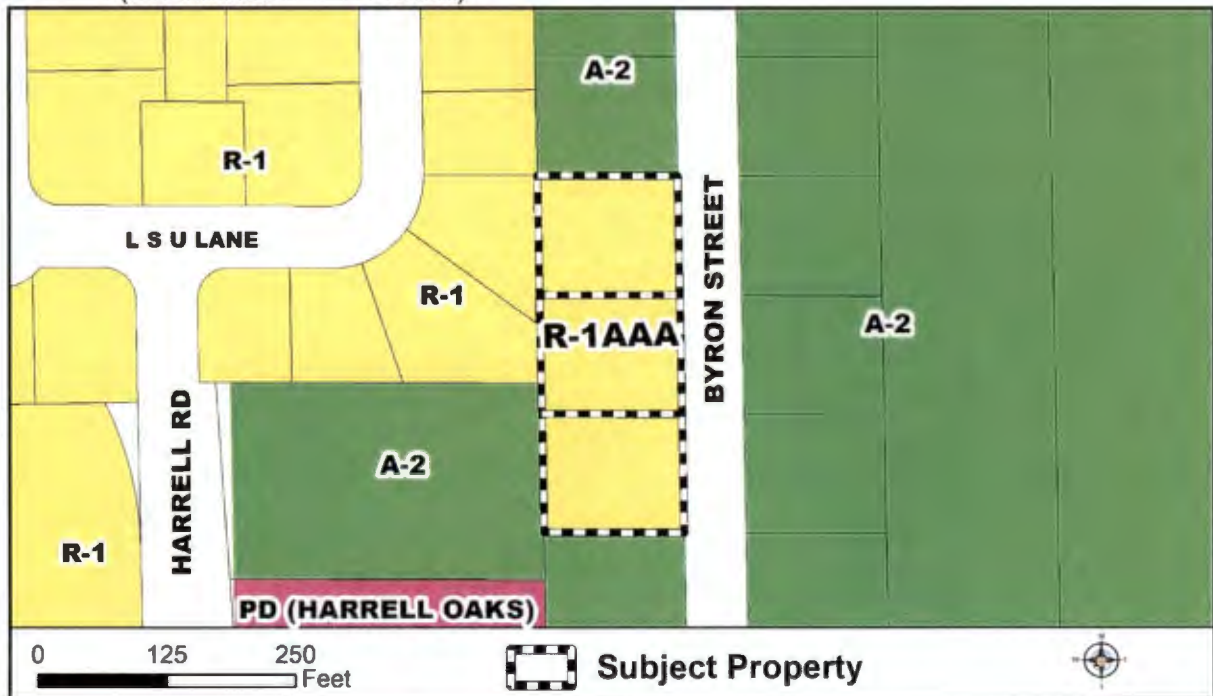 A-2
R-1
L S U LANE
BYRON STREET
R-1
R-1AAA
A-2
HARRELL RD
A-2
R-1
PD (HARRELL OAKS)
0 125 250
Feet
Subject Property